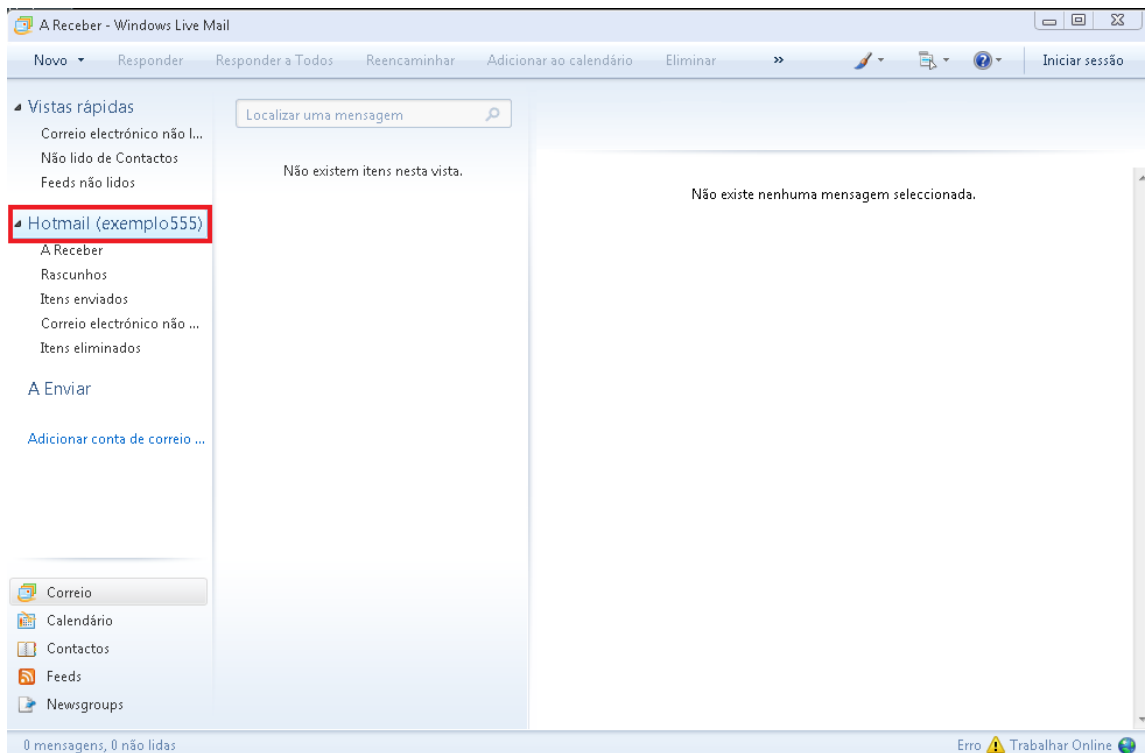 A Receber - Windows Live Mail
Novo Responder Responder a Todos Reencaminhar Adicionar ao calendário Eliminar » Iniciar sessão
Vistas rápidas
Correio electrónico não l...
Não lido de Contactos
Feeds não lidos
Hotmail (exemplo555)
A Receber
Rascunhos
Itens enviados
Correio electrónico não ...
Itens eliminados
A Enviar
Adicionar conta de correio ...
Correio
Calendário
Contactos
Feeds
Newsgroups
Localizar uma mensagem
Não existem itens nesta vista.
Não existe nenhuma mensagem seleccionada.
0 mensagens, 0 não lidas
Erro Trabalhar Online